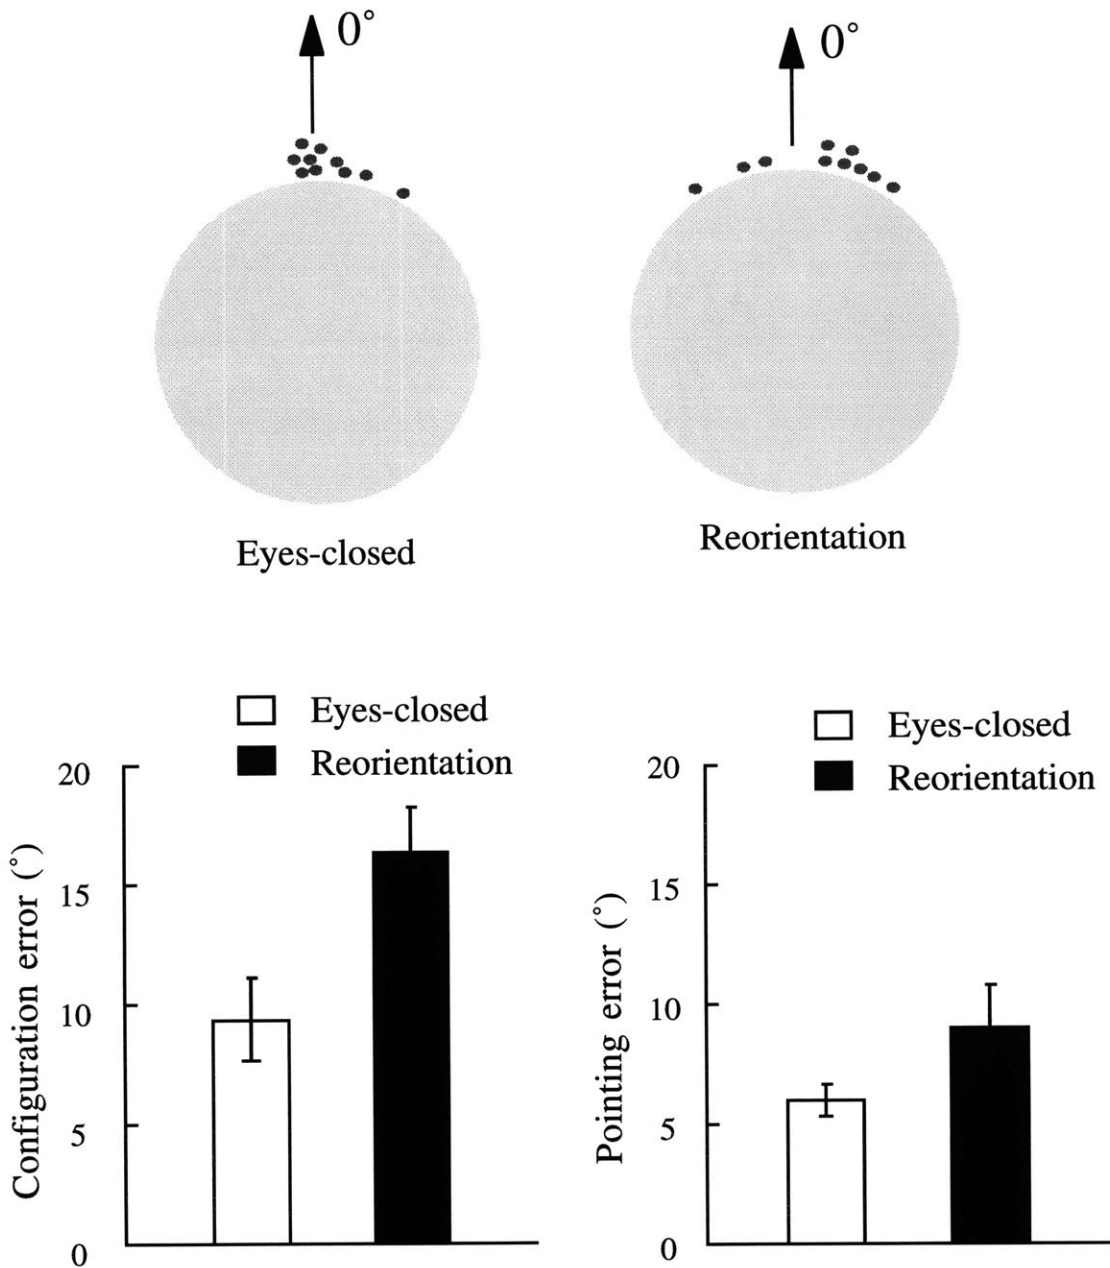 0°
0°
Eyes-closed
Reorientation
Eyes-closed
Reorientation
20
15
10
5
0
Configuration error (°)
Eyes-closed
Reorientation
20
15
10
5
0
Pointing error (°)